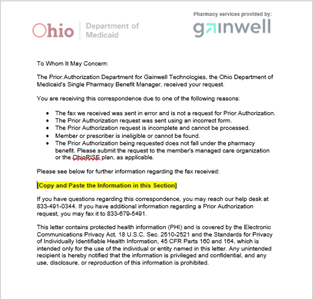 Pharmacy services provided by:
Ohio
Department of
Medicaid
gainwell
To Whom It May Concern:
The Prior Authorization Department for Gainwell Technologies, the Ohio Department of
Medicaid's Single Pharmacy Benefit Manager, received your request.
You are receiving this correspondence due to one of the following reasons:
• The fax we received was sent in error and is not a request for Prior Authorization.
• The Prior Authorization request was sent using an incorrect form.
• The Prior Authorization request is incomplete and cannot be processed.
• Member or prescriber is ineligible or cannot be found.
• The Prior Authorization being requested does not fall under the pharmacy
benefit. Please submit the request to the member's managed care organization
or the OhioRISE plan, as applicable.
Please see below for further information regarding the fax received:
[Copy and Paste the Information in this Section]
If you have questions regarding this correspondence, you may reach our help desk at
833-491-0344. If you have additional information regarding a Prior Authorization
request, you may fax it to 833-679-5491.
This letter contains protected health information (PHI) and is covered by the Electronic
Communications Privacy Act, 18 U.S.C. Sec. 2510-2521 and the Standards for Privacy
of Individually Identifiable Health Information, 45 CFR Parts 160 and 164, which is
intended only for the use of the individual or entity named in this letter. Any unintended
recipient is hereby notified that the information is privileged and confidential, and any
use, disclosure, or reproduction of this information is prohibited.